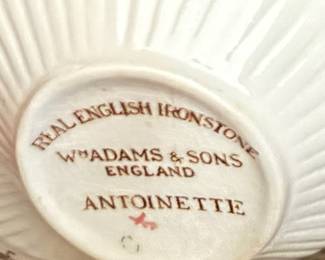 REAL ENGLISH IRONSTONE
Wᴹ ADAMS & SONS
ENGLAND
ANTOINETTE